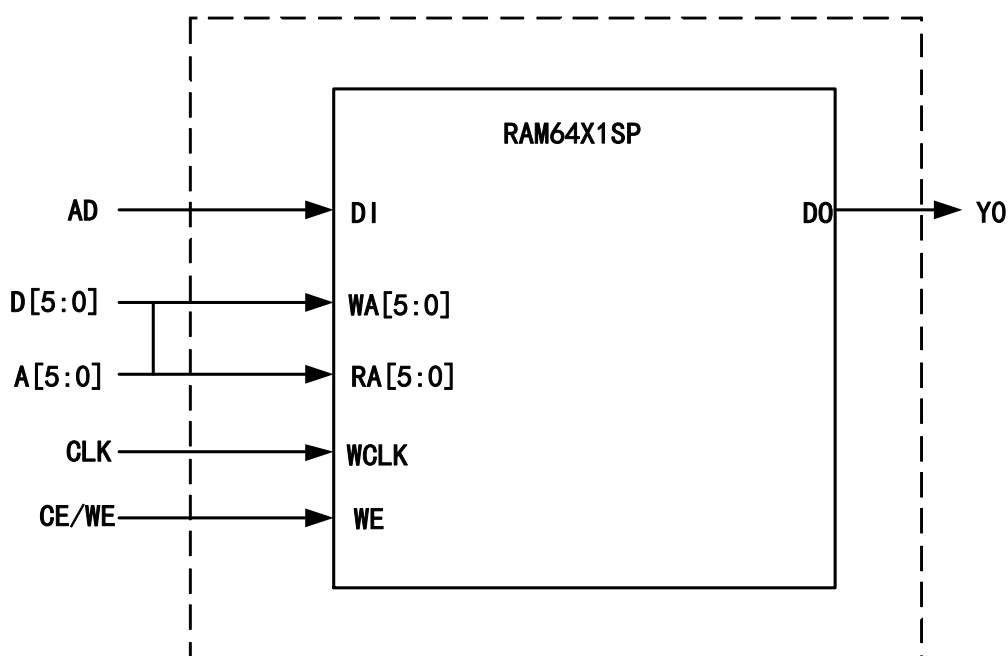 RAM64X1SP
AD
DI
DO
YO
D[5:0]
WA[5:0]
A[5:0]
RA[5:0]
CLK
WCLK
CE/WE
WE